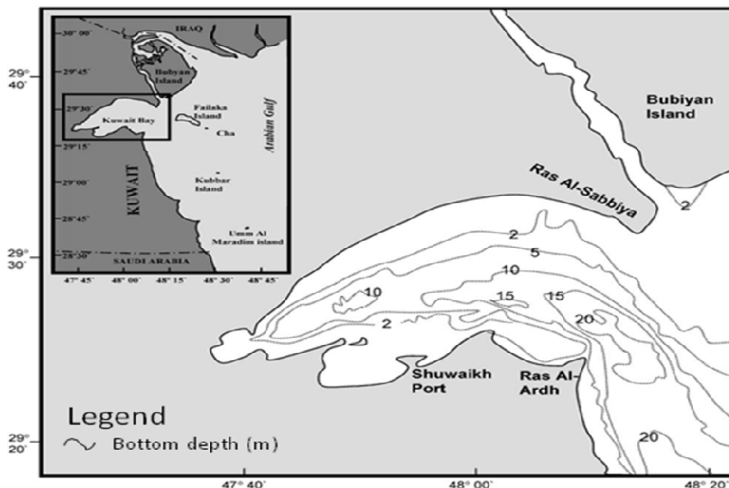 30° 00'
29° 45'
29° 30'
29° 15'
29° 00'
28° 45'
28° 30'
IRAQ
Bubyan
Island
Failaka
Island
Kuwait Bay
Cha
Arabian Gulf
KUWAIT
Kubbar
Island
Umm Al
Maradim island
SAUDI ARABIA
47° 45' 48° 00' 48° 15' 48° 30' 48° 45'
29°
40'
29°
30'
29°
20'
Bubiyan
Island
Ras Al-Sabbiya
2
2
5
10
10
15
15
20
2
20
Shuwaikh
Port
Ras Al-
Ardh
Legend
Bottom depth (m)
47° 40' 48° 00' 48° 20'